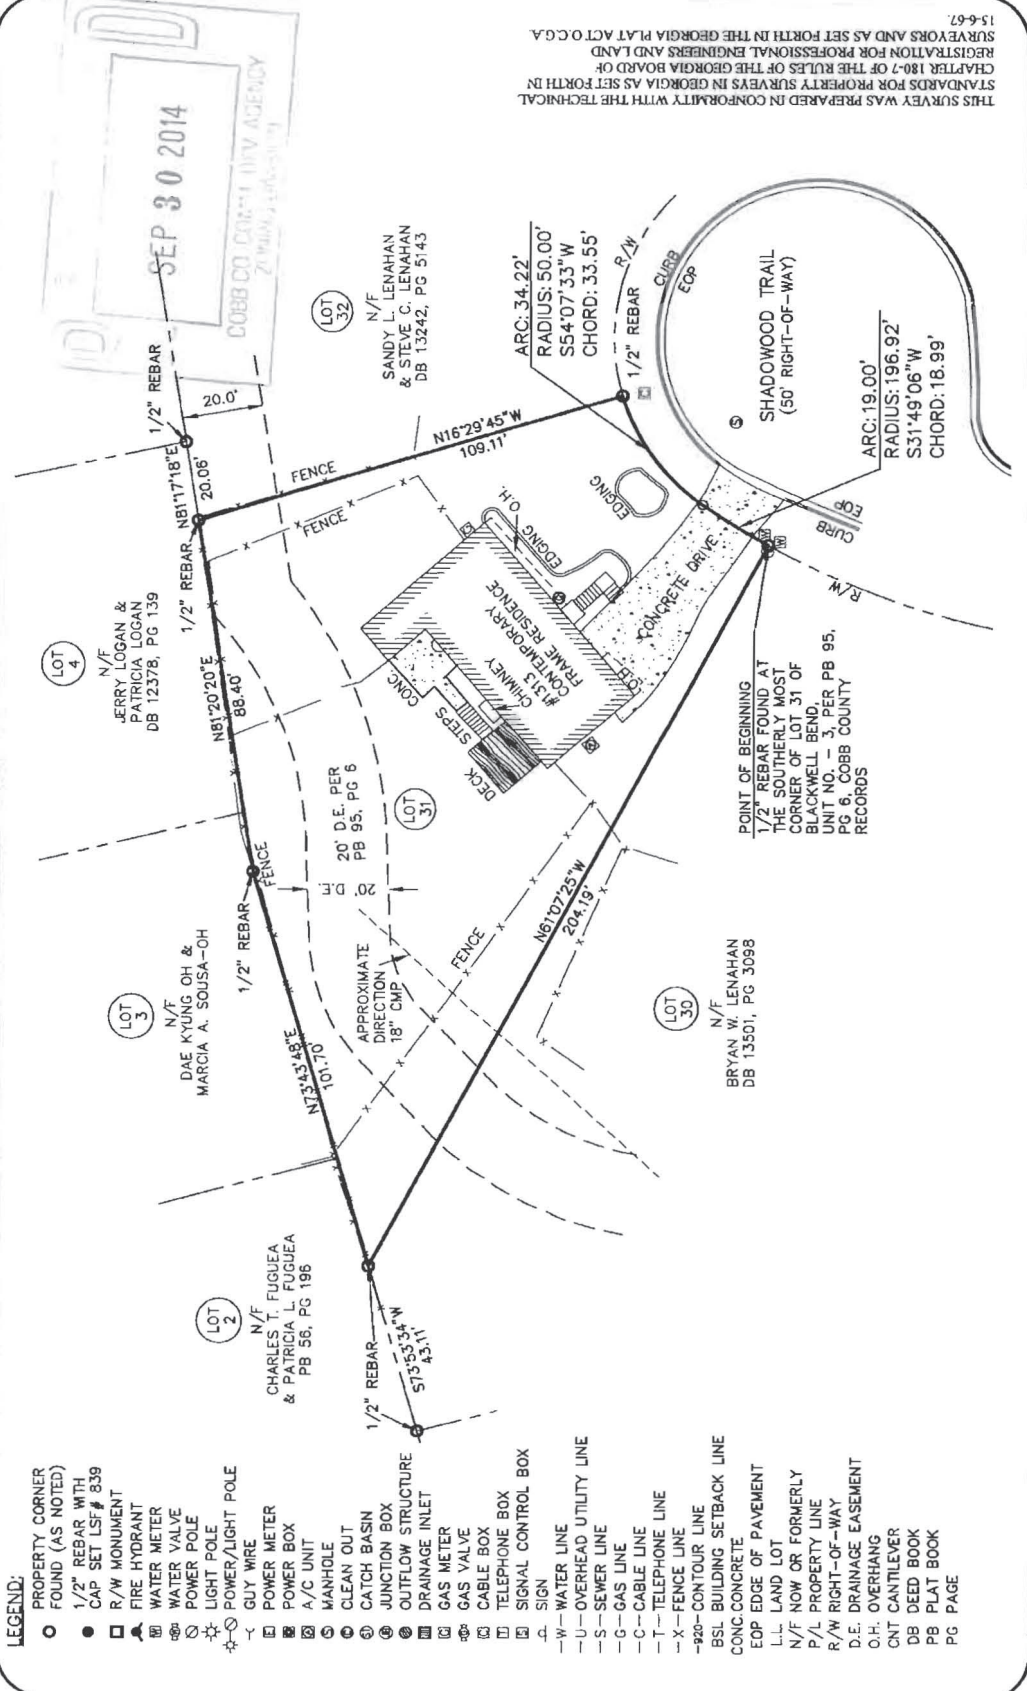 LEGEND:
PROPERTY CORNER
FOUND (AS NOTED)
1/2" REBAR WITH
CAP SET LSF# 839
R/W MONUMENT
FIRE HYDRANT
WATER METER
WATER VALVE
POWER POLE
LIGHT POLE
POWER/LIGHT POLE
GUY WIRE
POWER METER
POWER BOX
A/C UNIT
MANHOLE
CLEAN OUT
CATCH BASIN
JUNCTION BOX
OUTFLOW STRUCTURE
DRAINAGE INLET
GAS METER
GAS VALVE
CABLE BOX
TELEPHONE BOX
SIGNAL CONTROL BOX
SIGN
—W— WATER LINE
—U— OVERHEAD UTILITY LINE
—S— SEWER LINE
—G— GAS LINE
—C— CABLE LINE
—T— TELEPHONE LINE
—X— FENCE LINE
-920- CONTOUR LINE
BSL BUILDING SETBACK LINE
CONC.CONCRETE
EOP EDGE OF PAVEMENT
L.L. LAND LOT
N/F NOW OR FORMERLY
P/L PROPERTY LINE
R/W RIGHT-OF-WAY
D.E. DRAINAGE EASEMENT
O.H. OVERHANG
CNT CANTILEVER
DB DEED BOOK
PB PLAT BOOK
PG PAGE
LOT
2
N/F
CHARLES T. FUGUEA
& PATRICIA L. FUGUEA
PB 56, PG 196
1/2" REBAR
S73°53'34"W
43.11'
LOT
3
N/F
DAE KYUNG OH &
MARCIA A. SOUSA-OH
1/2" REBAR
N73°43'48"E
101.70'
FENCE
LOT
4
N/F
JERRY LOGAN &
PATRICIA LOGAN
DB 12378, PG 139
N81°20'20"E
88.40'
1/2" REBAR
N81°17'18"E
20.06'
1/2" REBAR
20.0'
SEP 30 2014
COBB CO. COMM. DEV. AGENCY
LOT
32
N/F
SANDY L. LENAHAN
& STEVE C. LENAHAN
DB 13242, PG 5143
FENCE
N16°29'45"W
109.11'
FENCE
20' D.E. PER
PB 95, PG 6
20' D.E.
LOT
31
APPROXIMATE
DIRECTION
18" CMP
FENCE
N61°07'25"W
204.19'
CONC
STEPS
DECK
CHIMNEY
#1313
CONTEMPORARY
FRAME RESIDENCE
O.H.
EDGING
EDGING
CONCRETE DRIVE
ARC: 34.22'
RADIUS: 50.00'
S54°07'33"W
CHORD: 33.55'
1/2" REBAR
R/W
CURB
EOP
SHADOWOOD TRAIL
(50' RIGHT-OF-WAY)
ARC: 19.00'
RADIUS: 196.92'
S31°49'06"W
CHORD: 18.99'
EOP
CURB
R/W
POINT OF BEGINNING
1/2" REBAR FOUND AT
THE SOUTHERLY MOST
CORNER OF LOT 31 OF
BLACKWELL BEND,
UNIT NO. - 3, PER PB 95,
PG 6, COBB COUNTY
RECORDS
LOT
30
N/F
BRYAN W. LENAHAN
DB 13501, PG 3098
THIS SURVEY WAS PREPARED IN CONFORMITY WITH THE TECHNICAL
STANDARDS FOR PROPERTY SURVEYS IN GEORGIA AS SET FORTH IN
CHAPTER 180-7 OF THE RULES OF THE GEORGIA BOARD OF
REGISTRATION FOR PROFESSIONAL ENGINEERS AND LAND
SURVEYORS AND AS SET FORTH IN THE GEORGIA PLAT ACT O.C.G.A.
15-6-67.